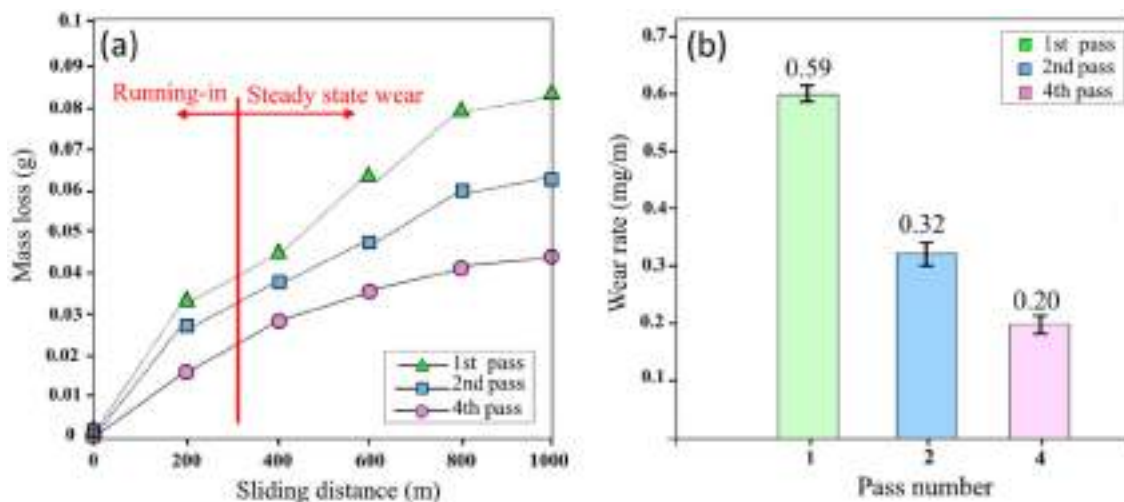 (a)
Mass loss (g)
0.1
0.09
0.08
0.07
0.06
0.05
0.04
0.03
0.02
0.01
0
Running-in
Steady state wear
1st pass
2nd pass
4th pass
0
200
400
600
800
1000
Sliding distance (m)
(b)
Wear rate (mg/m)
0.7
0.6
0.5
0.4
0.3
0.2
0.1
1st pass
2nd pass
4th pass
0.59
0.32
0.20
1
2
4
Pass number